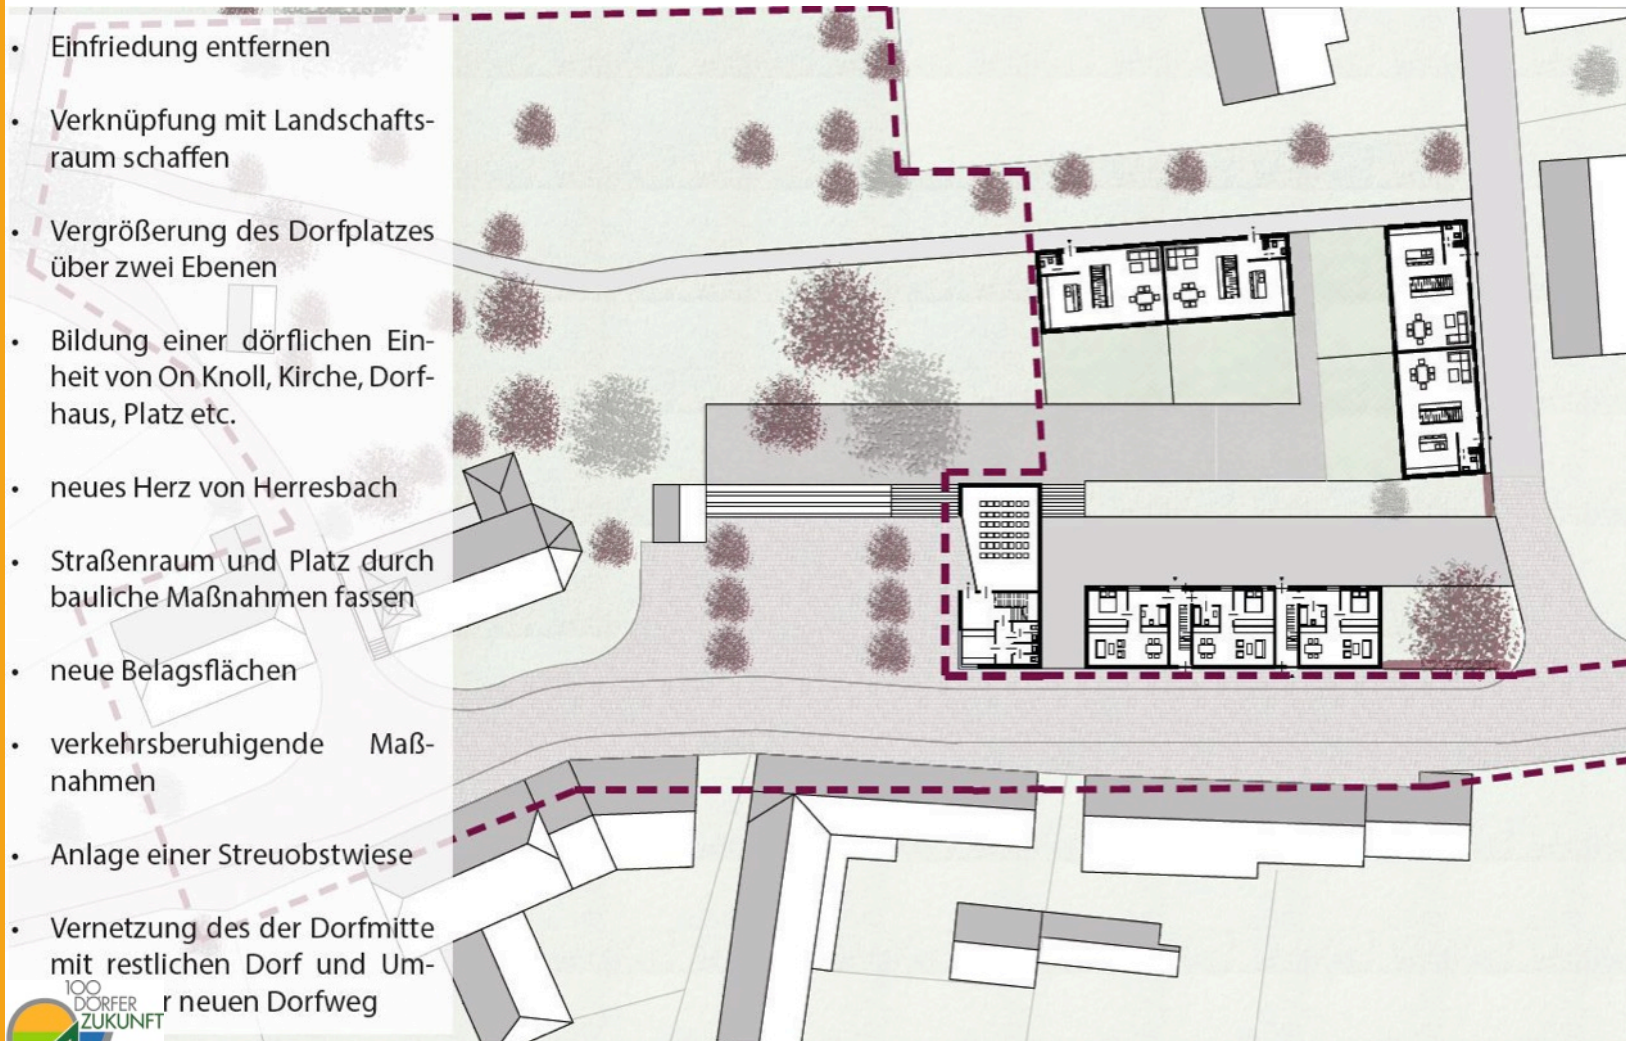 • Einfriedung entfernen
• Verknüpfung mit Landschafts-
raum schaffen
• Vergrößerung des Dorfplatzes
über zwei Ebenen
• Bildung einer dörflichen Ein-
heit von On Knoll, Kirche, Dorf-
haus, Platz etc.
• neues Herz von Herresbach
• Straßenraum und Platz durch
bauliche Maßnahmen fassen
• neue Belagsflächen
• verkehrsberuhigende Maß-
nahmen
• Anlage einer Streuobstwiese
• Vernetzung des der Dorfmitte
mit restlichen Dorf und Um-
r neuen Dorfweg
100
DÖRFER
ZUKUNFT